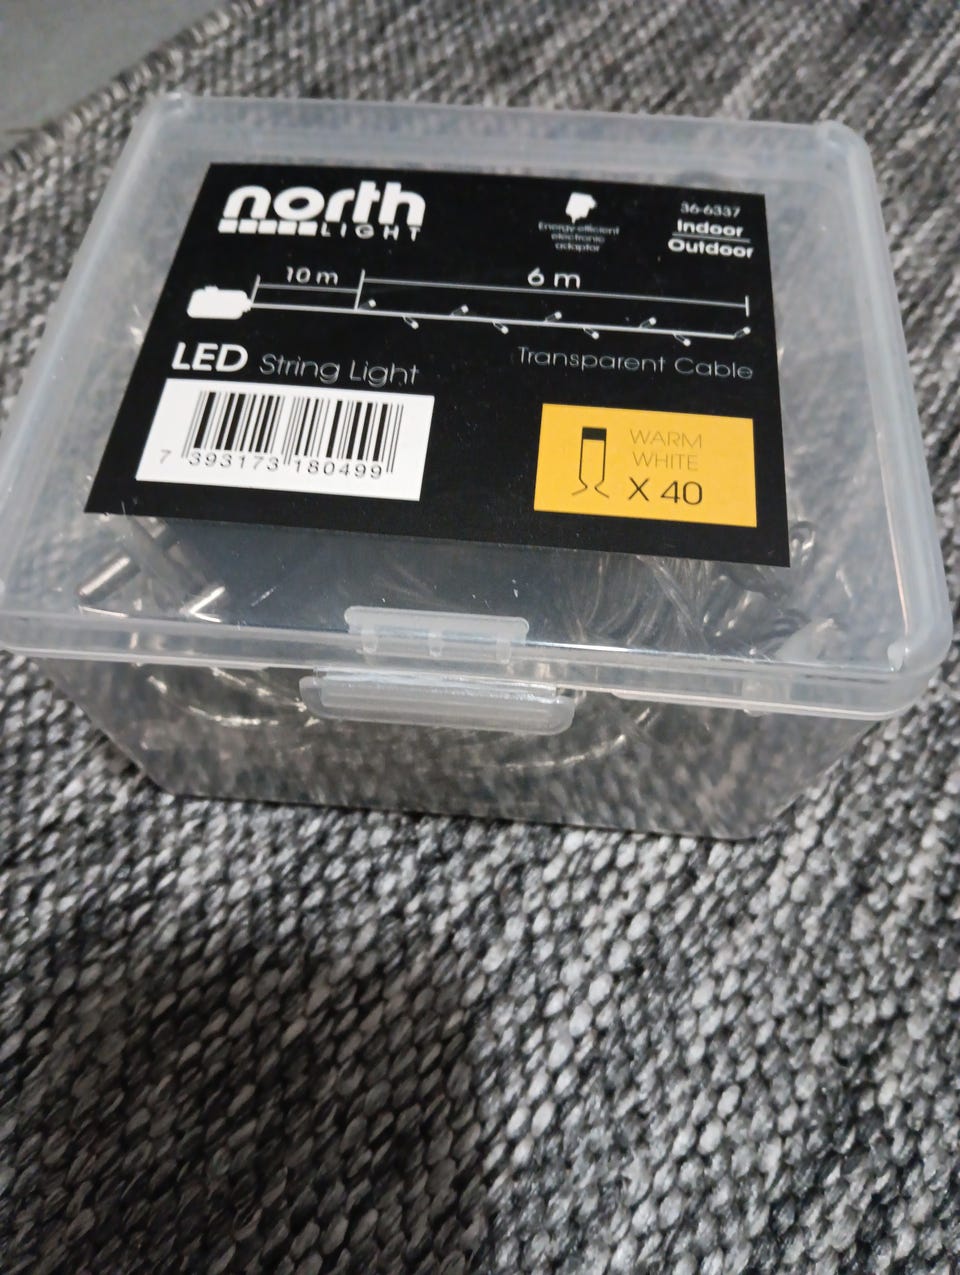 north
LIGHT
Energy-efficient
electronic
adaptor
36-6337
Indoor
Outdoor
10 m
6 m
LED String Light
Transparent Cable
7 393173 180499
WARM
WHITE
X 40